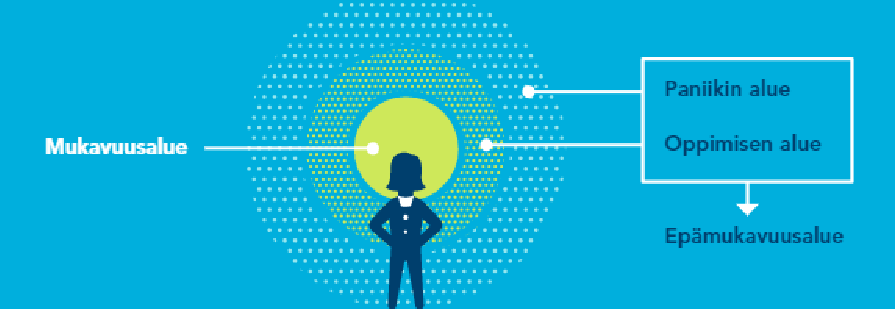 Mukavuusalue
Paniikin alue
Oppimisen alue
Epämukavuusalue